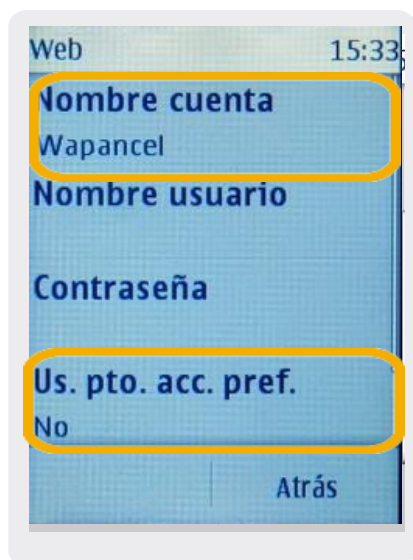 Web 15:33
Nombre cuenta
Wapancel
Nombre usuario
Contraseña
Us. pto. acc. pref.
No
Atrás